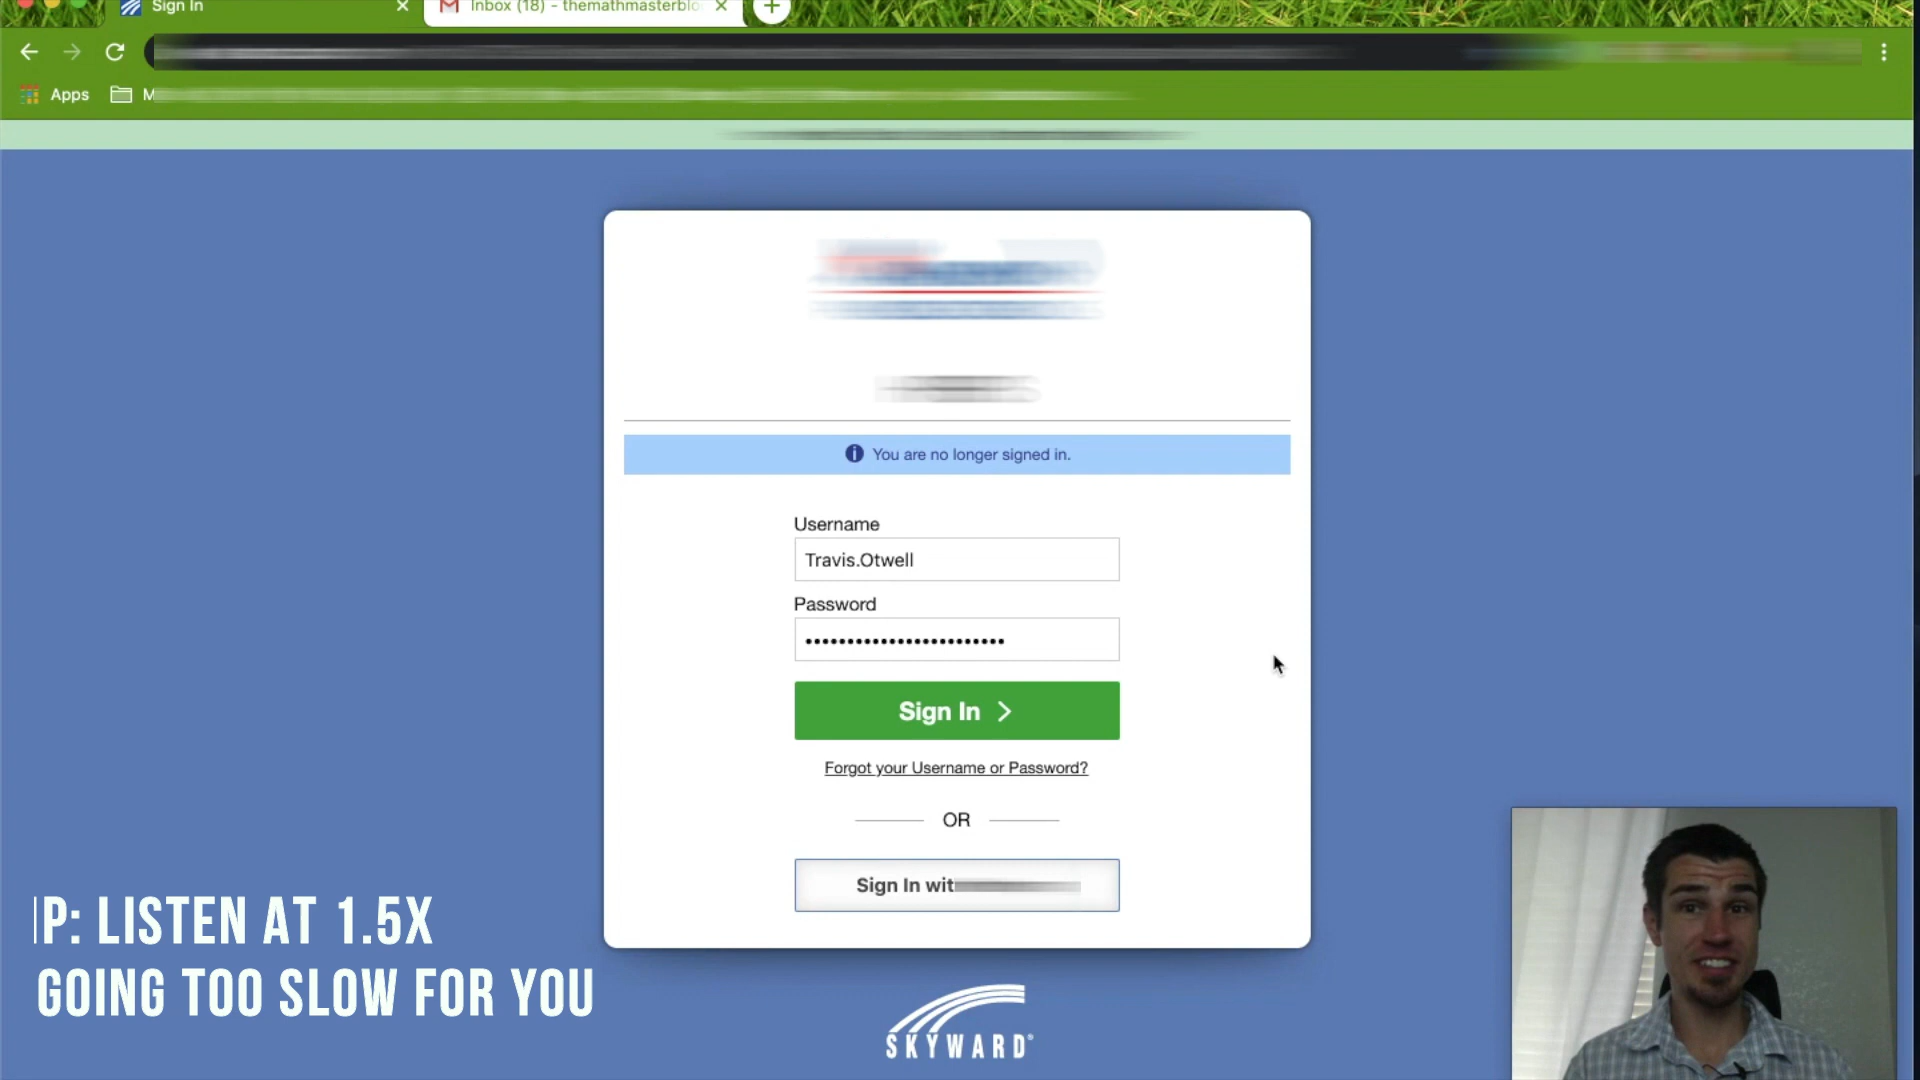 Sign In
Inbox (18) - themathmasterblo
Apps
M
You are no longer signed in.
Username
Travis.Otwell
Password
Sign In
Forgot your Username or Password?
OR
Sign In wit
P: LISTEN AT 1.5X
GOING TOO SLOW FOR YOU
SKYWARD®